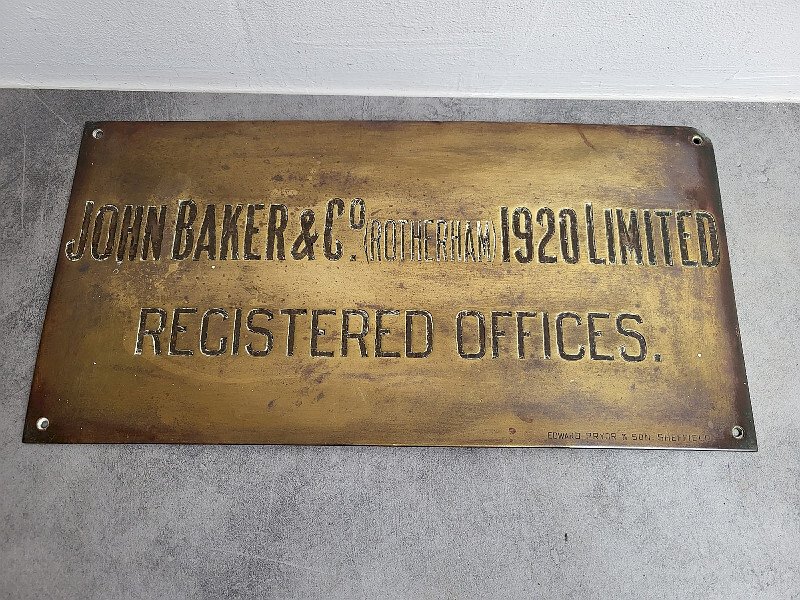 JOHN BAKER & Cº. (ROTHERHAM) 1920 LIMITED
REGISTERED OFFICES.
EDWARD PRYOR & SON. SHEFFIELD